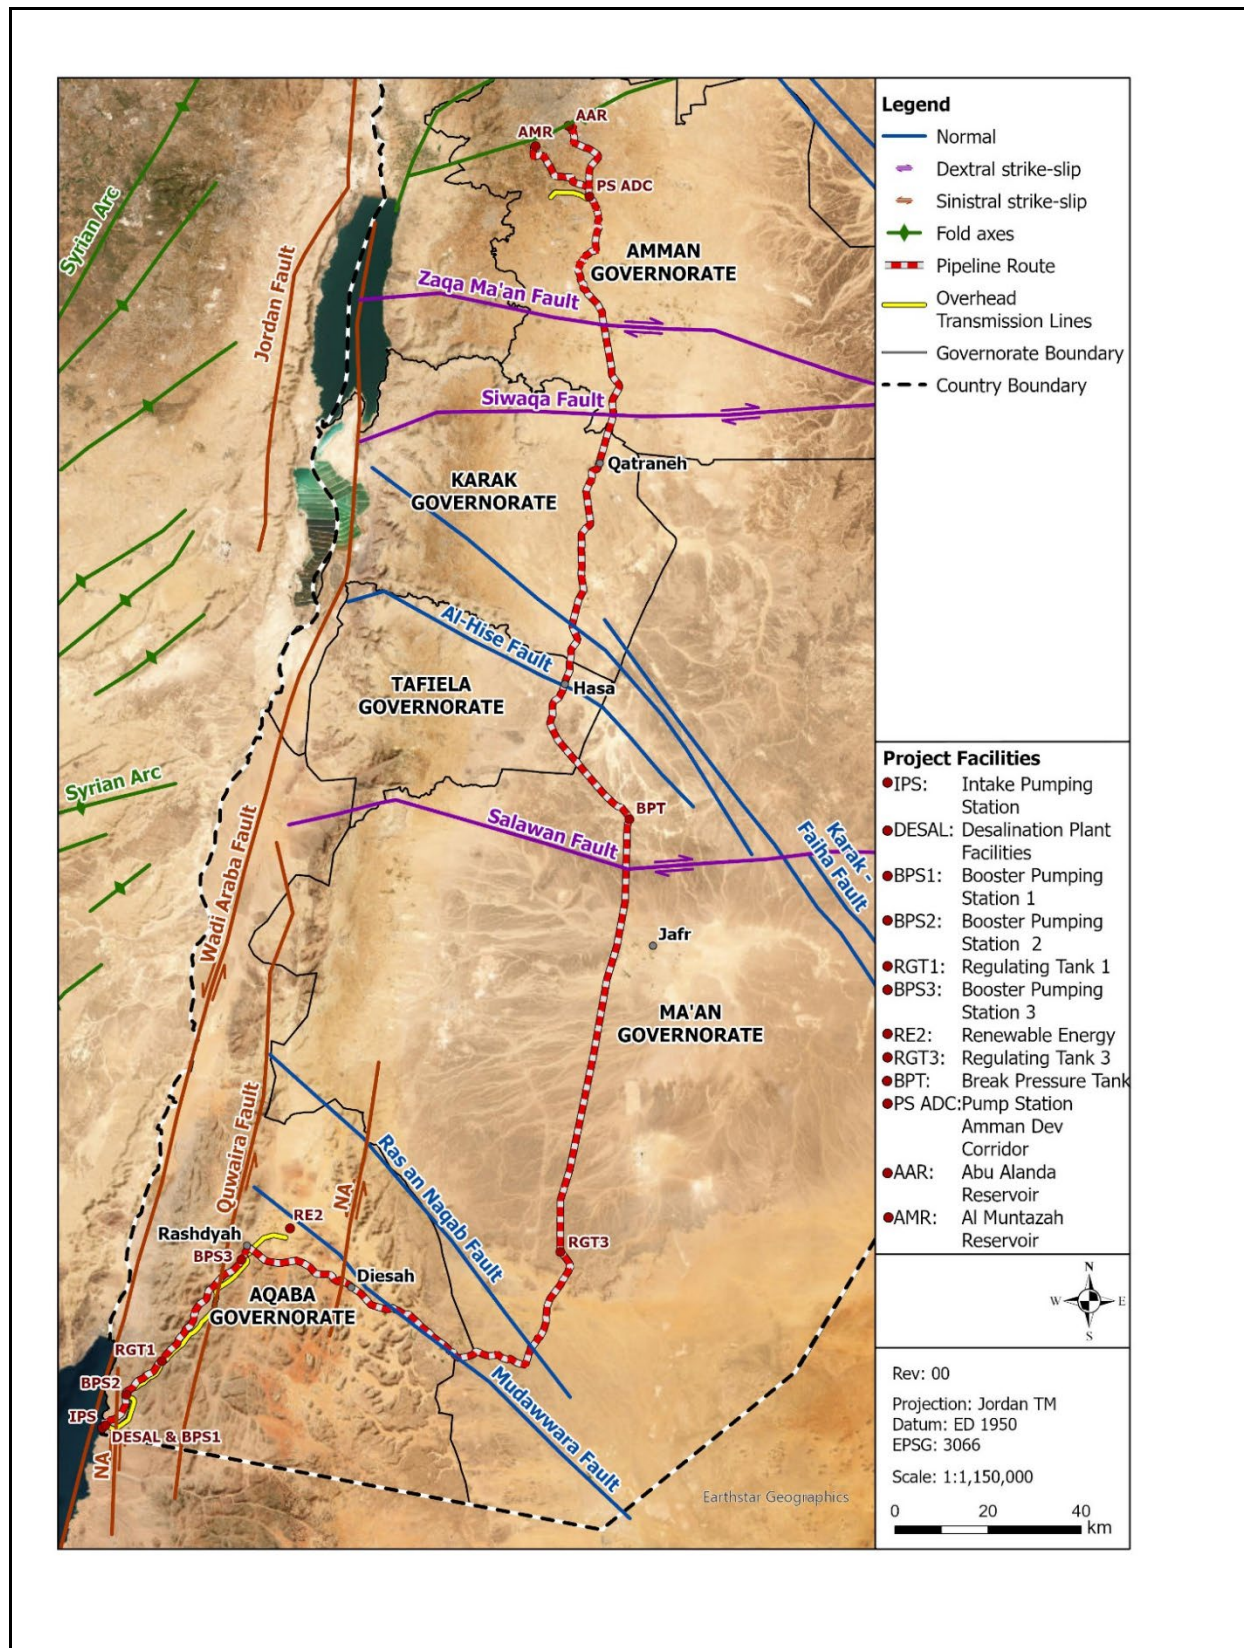 AAR
AMR
PS ADC
AMMAN
GOVERNORATE
Syrian Arc
Jordan Fault
Zaqa Ma'an Fault
Siwaqa Fault
Qatraneh
KARAK
GOVERNORATE
Al-Hise Fault
Hasa
TAFIELA
GOVERNORATE
Syrian Arc
BPT
Salawan Fault
Karak -
Faiha Fault
Wadi Araba Fault
Jafr
MA'AN
GOVERNORATE
Quwaira Fault
Ras an Naqab Fault
NA
RE2
Rashdyah
BPS3
RGT3
Diesah
AQABA
GOVERNORATE
RGT1
BPS2
IPS
DESAL & BPS1
NA
Mudawwara Fault
Earthstar Geographics
Legend
Normal
Dextral strike-slip
Sinistral strike-slip
Fold axes
Pipeline Route
Overhead
Transmission Lines
Governorate Boundary
Country Boundary
Project Facilities
IPS: Intake Pumping
Station
DESAL: Desalination Plant
Facilities
BPS1: Booster Pumping
Station 1
BPS2: Booster Pumping
Station 2
RGT1: Regulating Tank 1
BPS3: Booster Pumping
Station 3
RE2: Renewable Energy
RGT3: Regulating Tank 3
BPT: Break Pressure Tank
PS ADC: Pump Station
Amman Dev
Corridor
AAR: Abu Alanda
Reservoir
AMR: Al Muntazah
Reservoir
N
W E
S
Rev: 00
Projection: Jordan TM
Datum: ED 1950
EPSG: 3066
Scale: 1:1,150,000
0 20 40
km